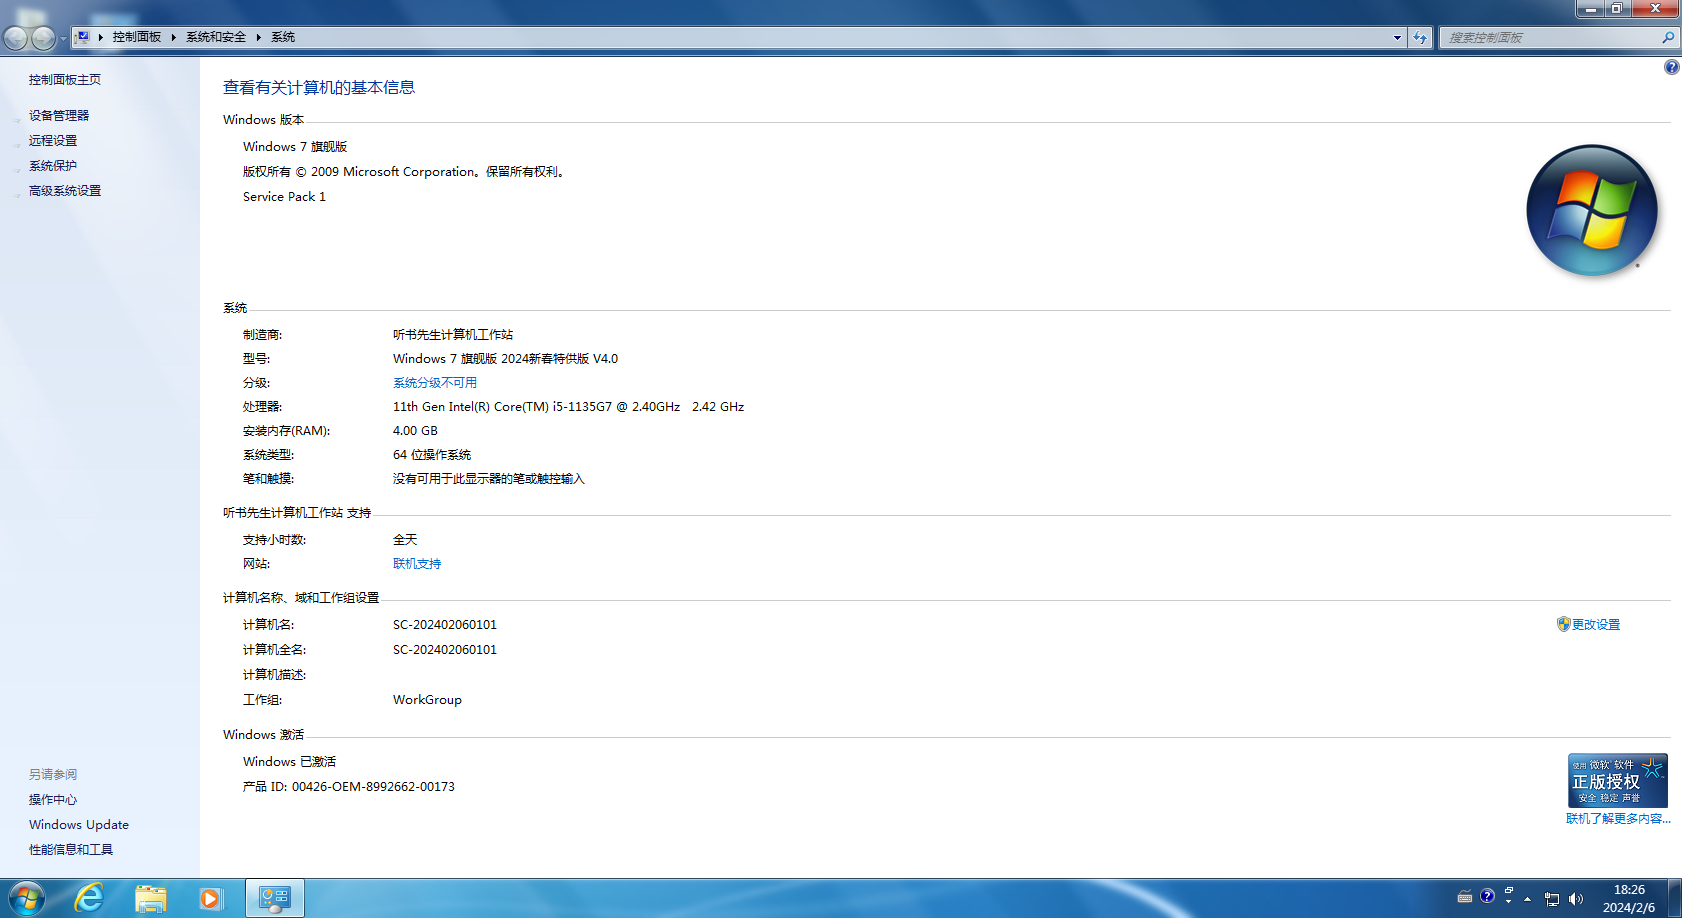 控制面板 系统和安全 系统
搜索控制面板
控制面板主页
设备管理器
远程设置
系统保护
高级系统设置
另请参阅
操作中心
Windows Update
性能信息和工具
查看有关计算机的基本信息
Windows 版本
Windows 7 旗舰版
版权所有 © 2009 Microsoft Corporation。保留所有权利。
Service Pack 1
系统
制造商: 听书先生计算机工作站
型号: Windows 7 旗舰版 2024新春特供版 V4.0
分级: 系统分级不可用
处理器: 11th Gen Intel(R) Core(TM) i5-1135G7 @ 2.40GHz 2.42 GHz
安装内存(RAM): 4.00 GB
系统类型: 64 位操作系统
笔和触摸: 没有可用于此显示器的笔或触控输入
听书先生计算机工作站 支持
支持小时数: 全天
网站: 联机支持
计算机名称、域和工作组设置
计算机名: SC-202402060101
更改设置
计算机全名: SC-202402060101
计算机描述:
工作组: WorkGroup
Windows 激活
Windows 已激活
产品 ID: 00426-OEM-8992662-00173
使用 微软 软件
正版授权
安全 稳定 声誉
联机了解更多内容...
18:26
2024/2/6